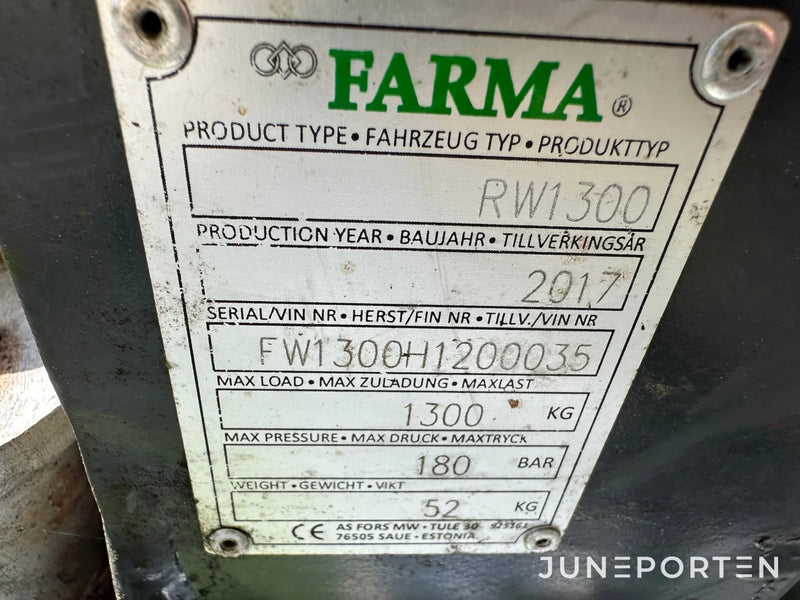 FARMA ®
PRODUCT TYPE • FAHRZEUG TYP • PRODUKTTYP
RW1300
PRODUCTION YEAR • BAUJAHR • TILLVERKINGSÅR
2017
SERIAL/VIN NR • HERST/FIN NR • TILLV./VIN NR
FW1300H1200035
MAX LOAD • MAX ZULADUNG • MAXLAST
1300 KG
MAX PRESSURE • MAX DRUCK • MAXTRYCK
180 BAR
WEIGHT • GEWICHT • VIKT
52 KG
CE AS FORS MW • TULE 30
76505 SAUE • ESTONIA
JUNEPORTEN